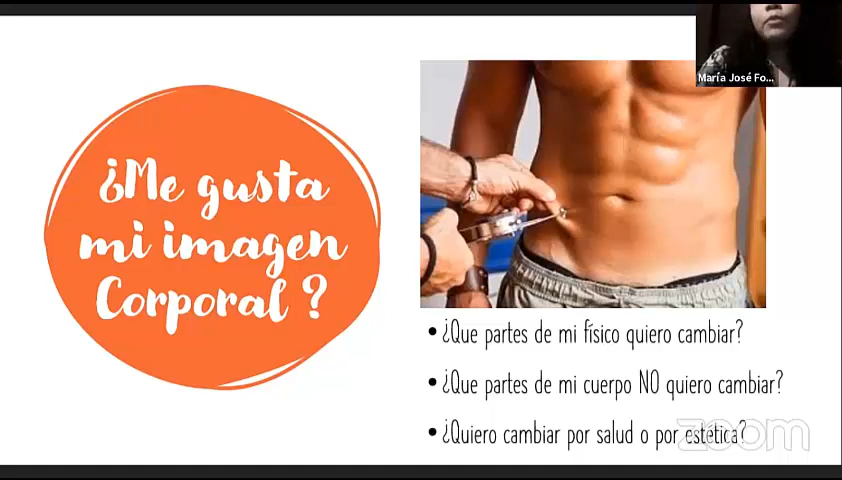 ¿Me gusta
mi imagen
Corporal ?
María José Fo...
• ¿Que partes de mi físico quiero cambiar?
• ¿Que partes de mi cuerpo NO quiero cambiar?
• ¿Quiero cambiar por salud o por estética?
zoom